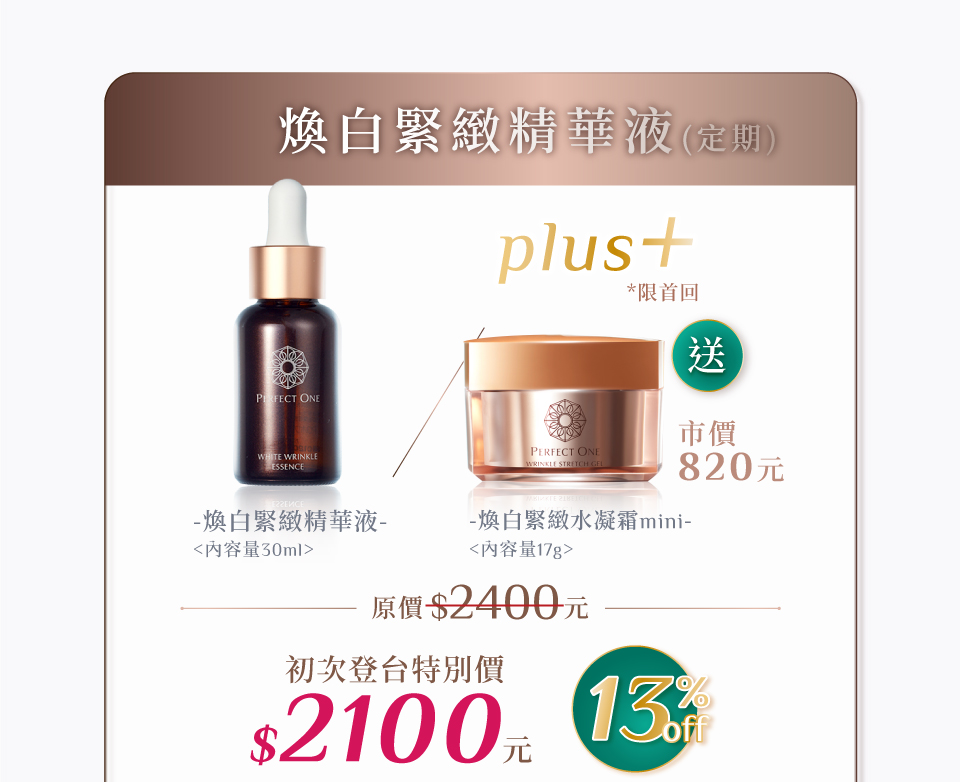 煥白緊緻精華液(定期)
plus+
*限首回
送
PERFECT ONE
WHITE WRINKLE
ESSENCE
PERFECT ONE
WRINKLE STRETCH GEL
市價
820元
-煥白緊緻精華液-
<內容量30ml>
-煥白緊緻水凝霜mini-
<內容量17g>
原價$2400元
初次登台特別價
$2100元
13%off